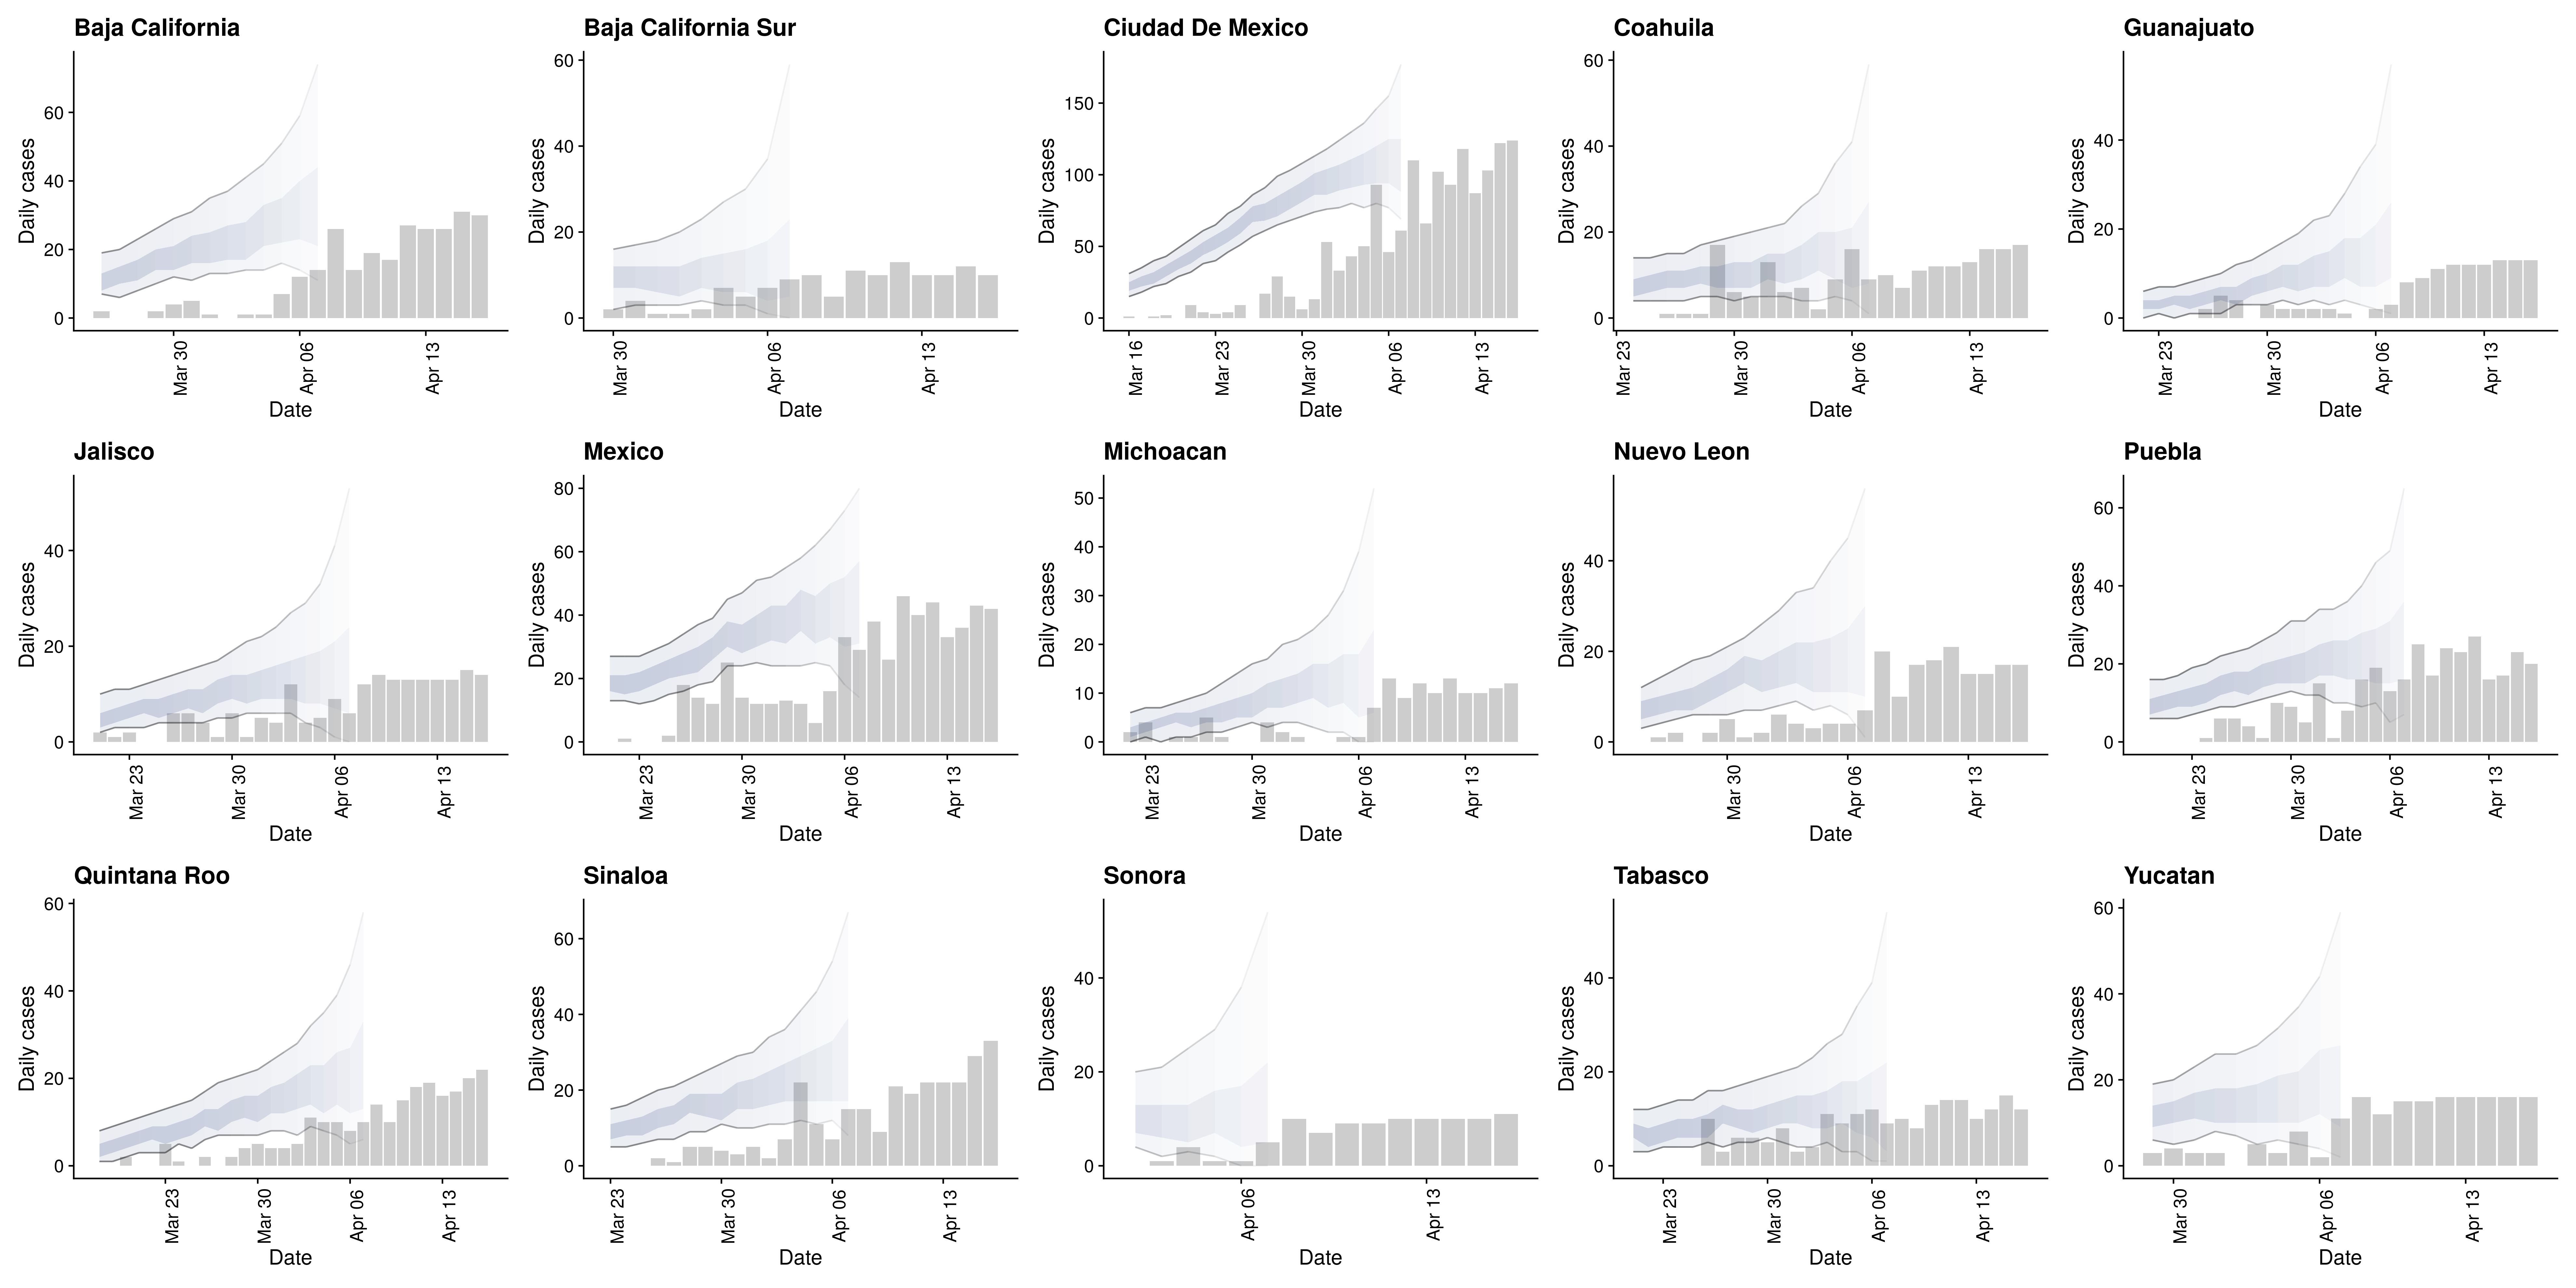 Baja California
Baja California Sur
Ciudad De Mexico
Coahuila
Guanajuato
Daily cases
60
40
20
0
Mar 30
Apr 06
Apr 13
Date
Daily cases
60
40
20
0
Mar 30
Apr 06
Apr 13
Date
Daily cases
150
100
50
0
Mar 16
Mar 23
Mar 30
Apr 06
Apr 13
Date
Daily cases
60
40
20
0
Mar 23
Mar 30
Apr 06
Apr 13
Date
Daily cases
40
20
0
Mar 23
Mar 30
Apr 06
Apr 13
Date
Jalisco
Mexico
Michoacan
Nuevo Leon
Puebla
Daily cases
40
20
0
Mar 23
Mar 30
Apr 06
Apr 13
Date
Daily cases
80
60
40
20
0
Mar 23
Mar 30
Apr 06
Apr 13
Date
Daily cases
50
40
30
20
10
0
Mar 23
Mar 30
Apr 06
Apr 13
Date
Daily cases
40
20
0
Mar 30
Apr 06
Apr 13
Date
Daily cases
60
40
20
0
Mar 23
Mar 30
Apr 06
Apr 13
Date
Quintana Roo
Sinaloa
Sonora
Tabasco
Yucatan
Daily cases
60
40
20
0
Mar 23
Mar 30
Apr 06
Apr 13
Date
Daily cases
60
40
20
0
Mar 23
Mar 30
Apr 06
Apr 13
Date
Daily cases
40
20
0
Apr 06
Apr 13
Date
Daily cases
40
20
0
Mar 23
Mar 30
Apr 06
Apr 13
Date
Daily cases
60
40
20
0
Mar 30
Apr 06
Apr 13
Date